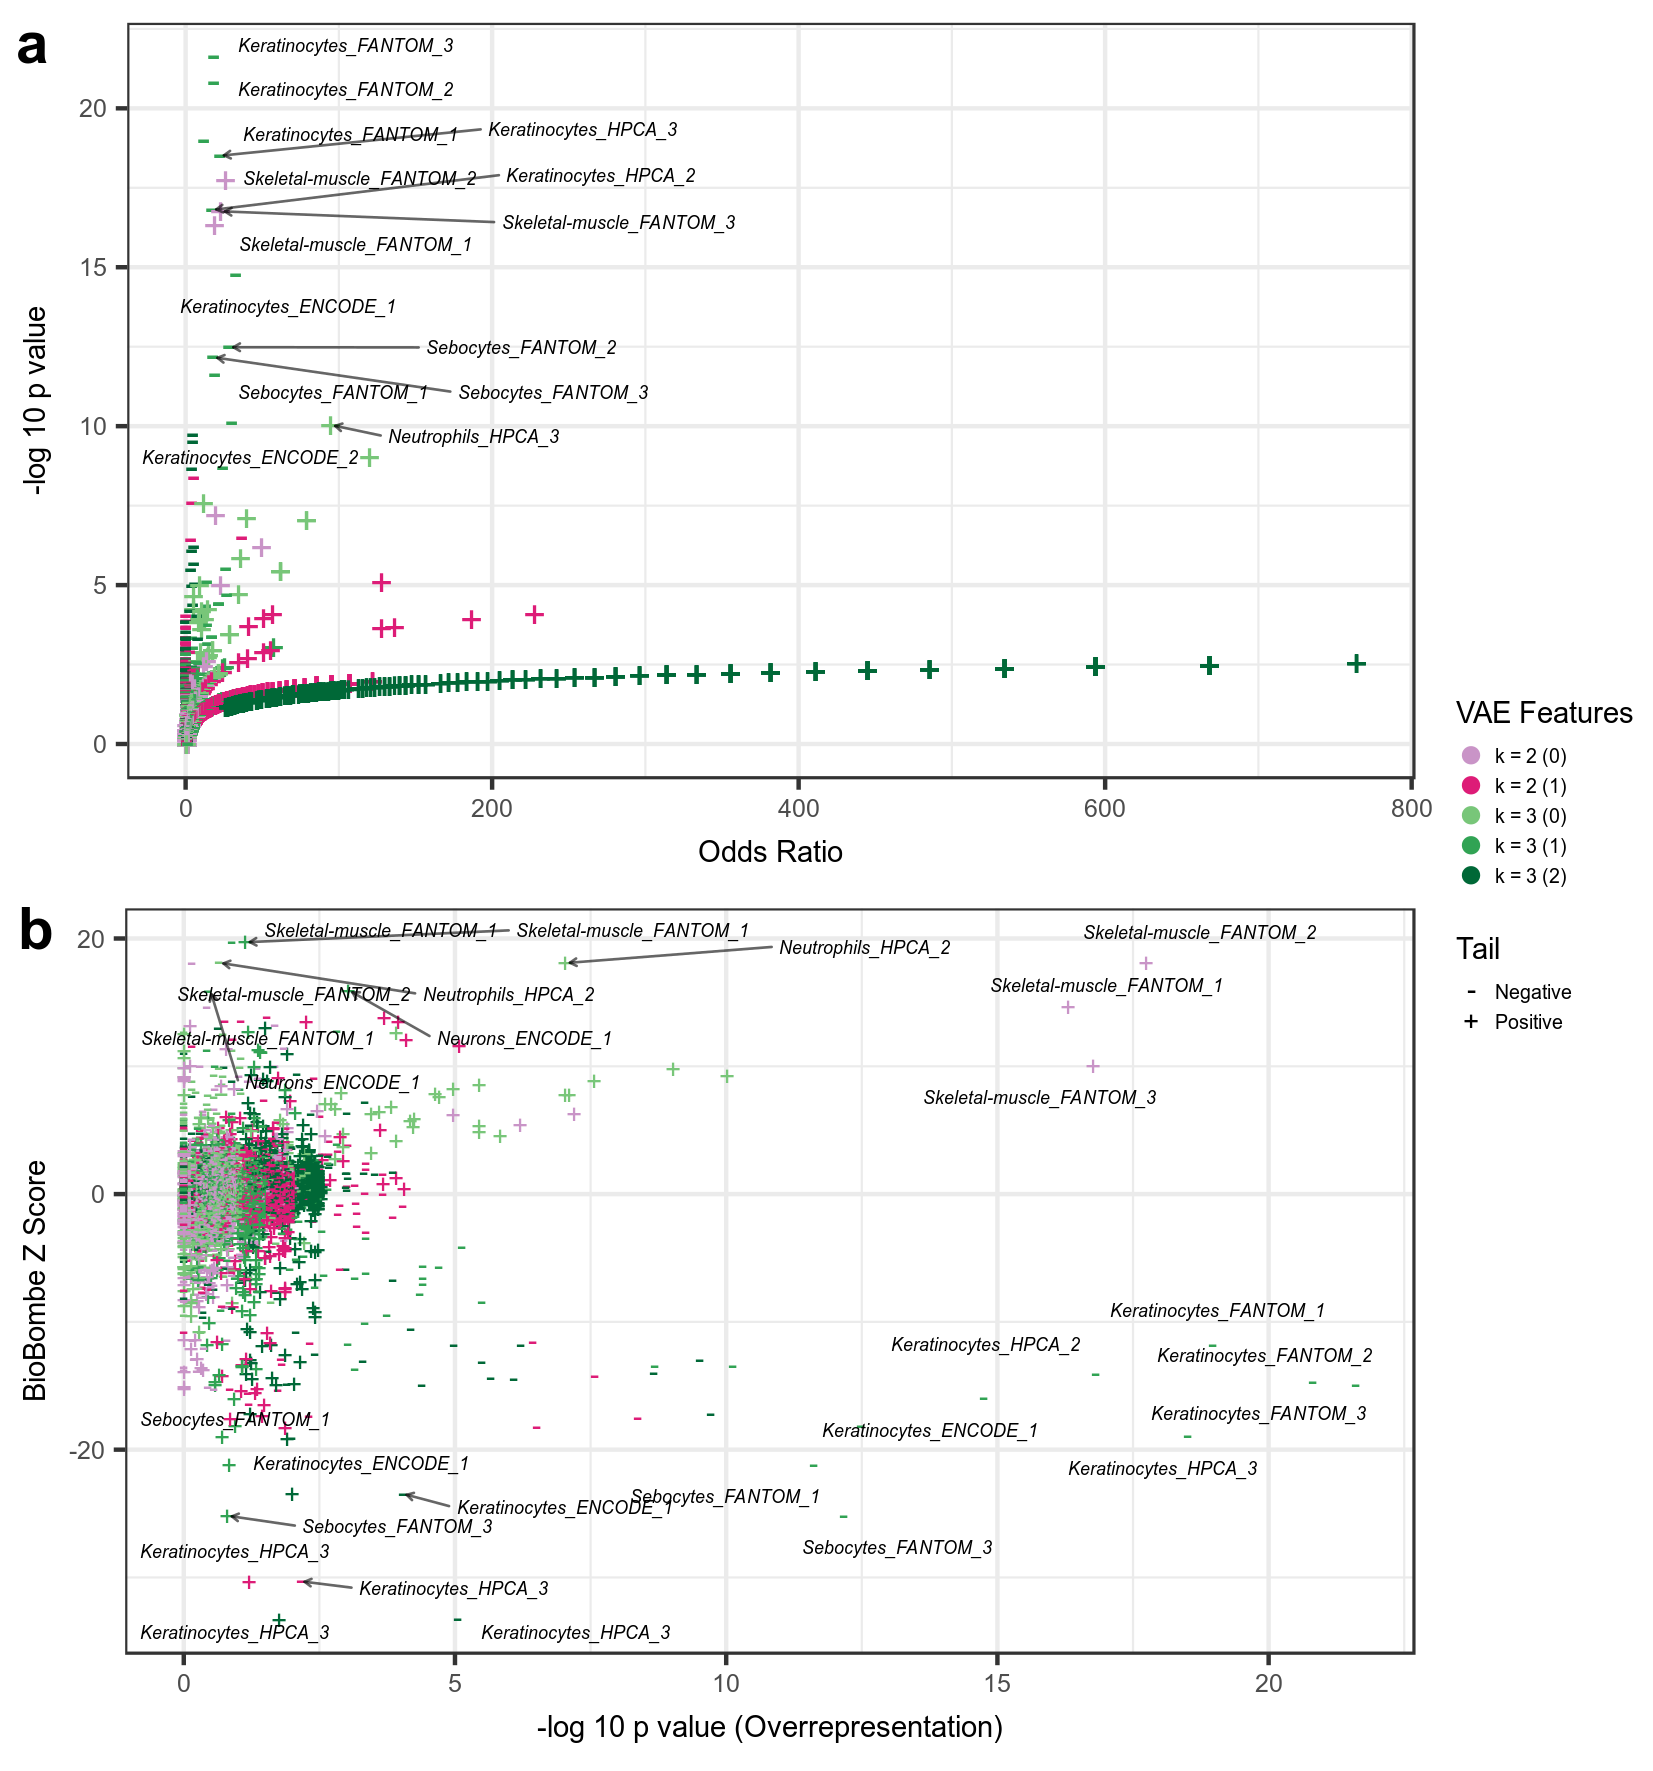 a
Keratinocytes_FANTOM_3
Keratinocytes_FANTOM_2
20
Keratinocytes_FANTOM_1
Keratinocytes_HPCA_3
Skeletal-muscle_FANTOM_2
Keratinocytes_HPCA_2
Skeletal-muscle_FANTOM_3
Skeletal-muscle_FANTOM_1
15
Keratinocytes_ENCODE_1
Sebocytes_FANTOM_2
Sebocytes_FANTOM_1
Sebocytes_FANTOM_3
10
Neutrophils_HPCA_3
Keratinocytes_ENCODE_2
5
0
-log 10 p value
0 200 400 600 800
Odds Ratio
VAE Features
k = 2 (0)
k = 2 (1)
k = 3 (0)
k = 3 (1)
k = 3 (2)
Tail
- Negative
+ Positive
b
Skeletal-muscle_FANTOM_1
Skeletal-muscle_FANTOM_1
Skeletal-muscle_FANTOM_2
20
Neutrophils_HPCA_2
Skeletal-muscle_FANTOM_1
Skeletal-muscle_FANTOM_2
Neutrophils_HPCA_2
Skeletal-muscle_FANTOM_1
Neurons_ENCODE_1
Neurons_ENCODE_1
Skeletal-muscle_FANTOM_3
0
Keratinocytes_FANTOM_1
Keratinocytes_HPCA_2
Keratinocytes_FANTOM_2
Sebocytes_FANTOM_1
Keratinocytes_FANTOM_3
Keratinocytes_ENCODE_1
-20
Keratinocytes_ENCODE_1
Keratinocytes_HPCA_3
Sebocytes_FANTOM_1
Keratinocytes_ENCODE_1
Sebocytes_FANTOM_3
Sebocytes_FANTOM_3
Keratinocytes_HPCA_3
Keratinocytes_HPCA_3
Keratinocytes_HPCA_3
Keratinocytes_HPCA_3
BioBombe Z Score
0 5 10 15 20
-log 10 p value (Overrepresentation)